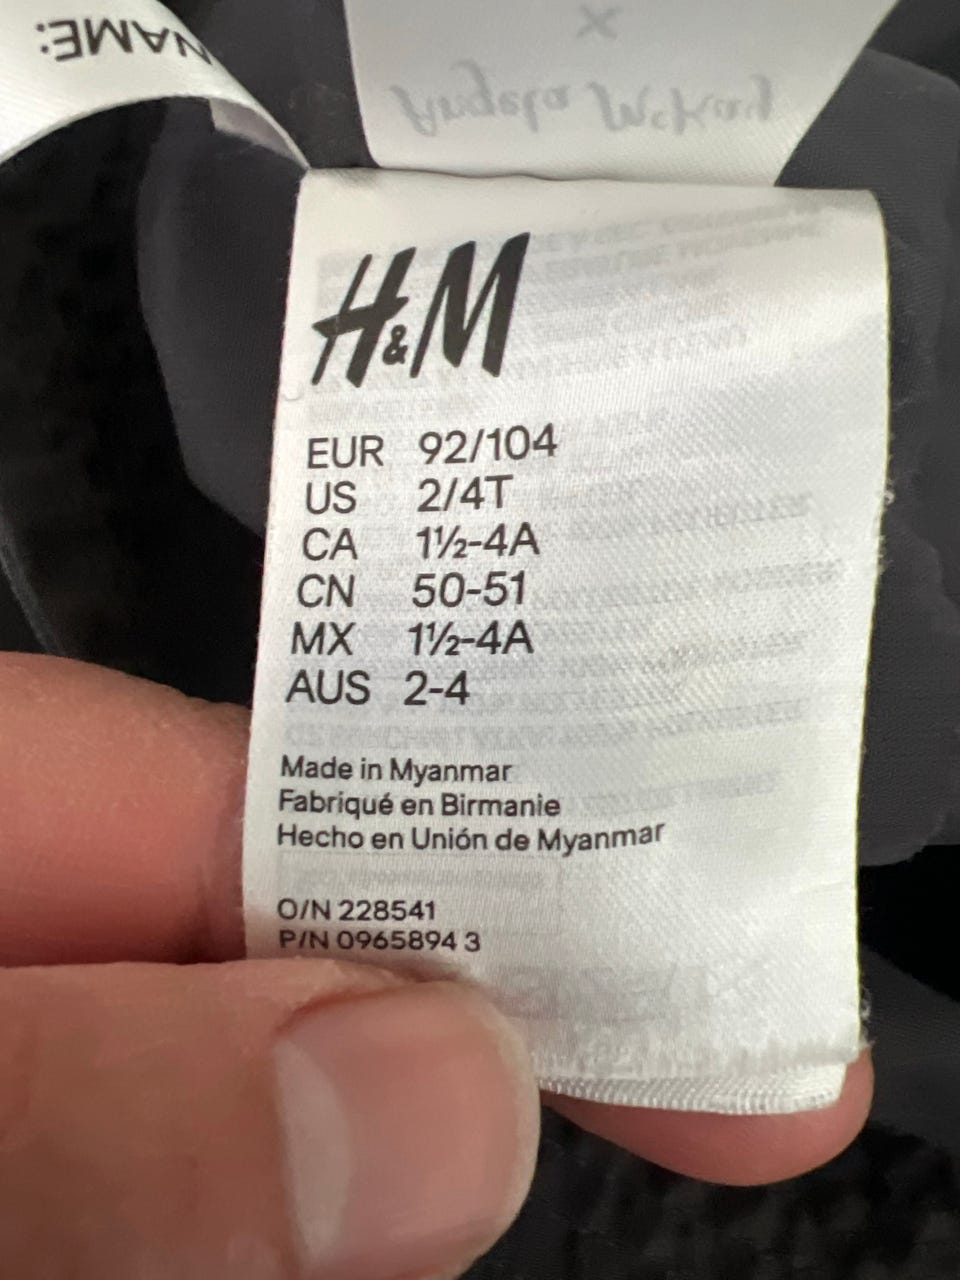 NAME:
x
Angela McKay
H&M
EUR 92/104
US 2/4T
CA 1½-4A
CN 50-51
MX 1½-4A
AUS 2-4
Made in Myanmar
Fabriqué en Birmanie
Hecho en Unión de Myanmar
O/N 228541
P/N 0965894 3